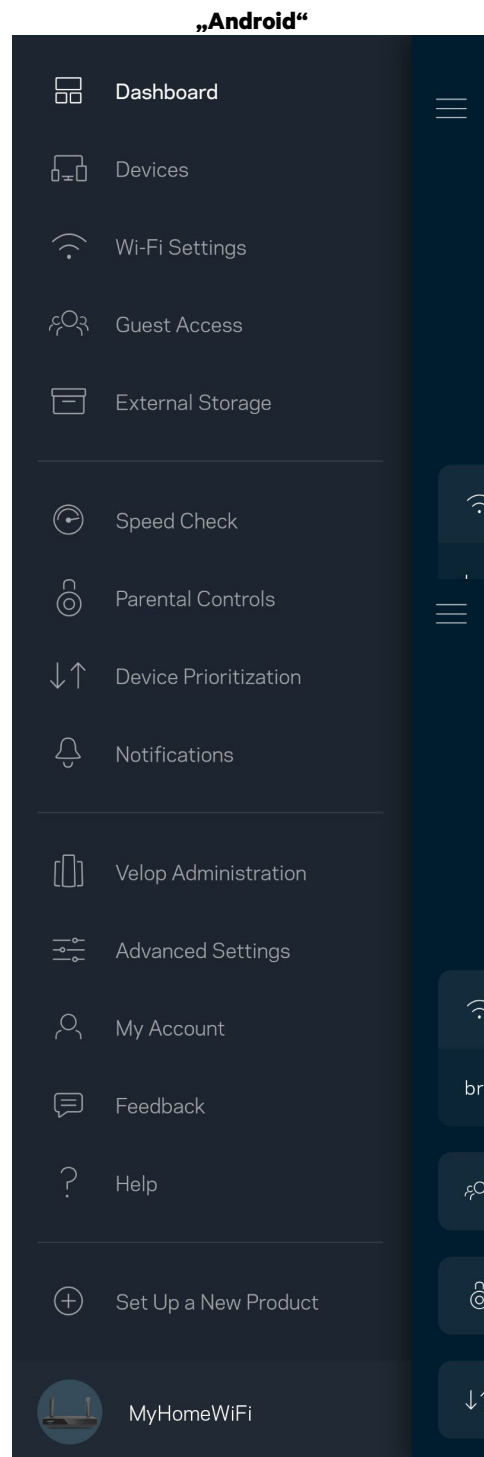 „Android“
Dashboard
Devices
Wi-Fi Settings
Guest Access
External Storage
Speed Check
Parental Controls
Device Prioritization
Notifications
Velop Administration
Advanced Settings
My Account
Feedback
Help
Set Up a New Product
MyHomeWiFi
br